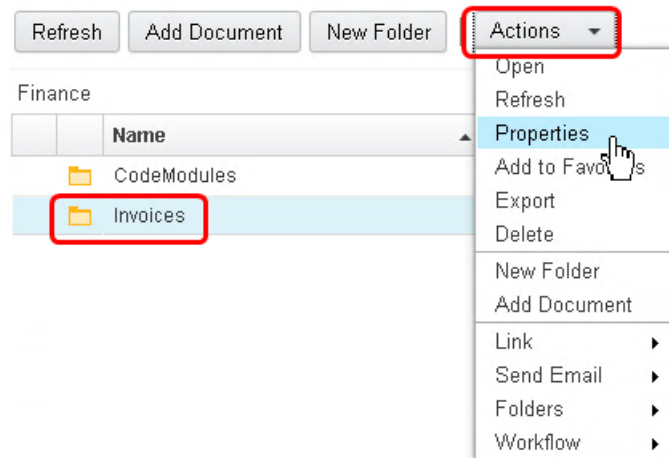 Refresh Add Document New Folder Actions
Open
Finance
Refresh
Name
Properties
Add to Favo s
CodeModules
Export
Invoices
Delete
New Folder
Add Document
Link
Send Email
Folders
Workflow